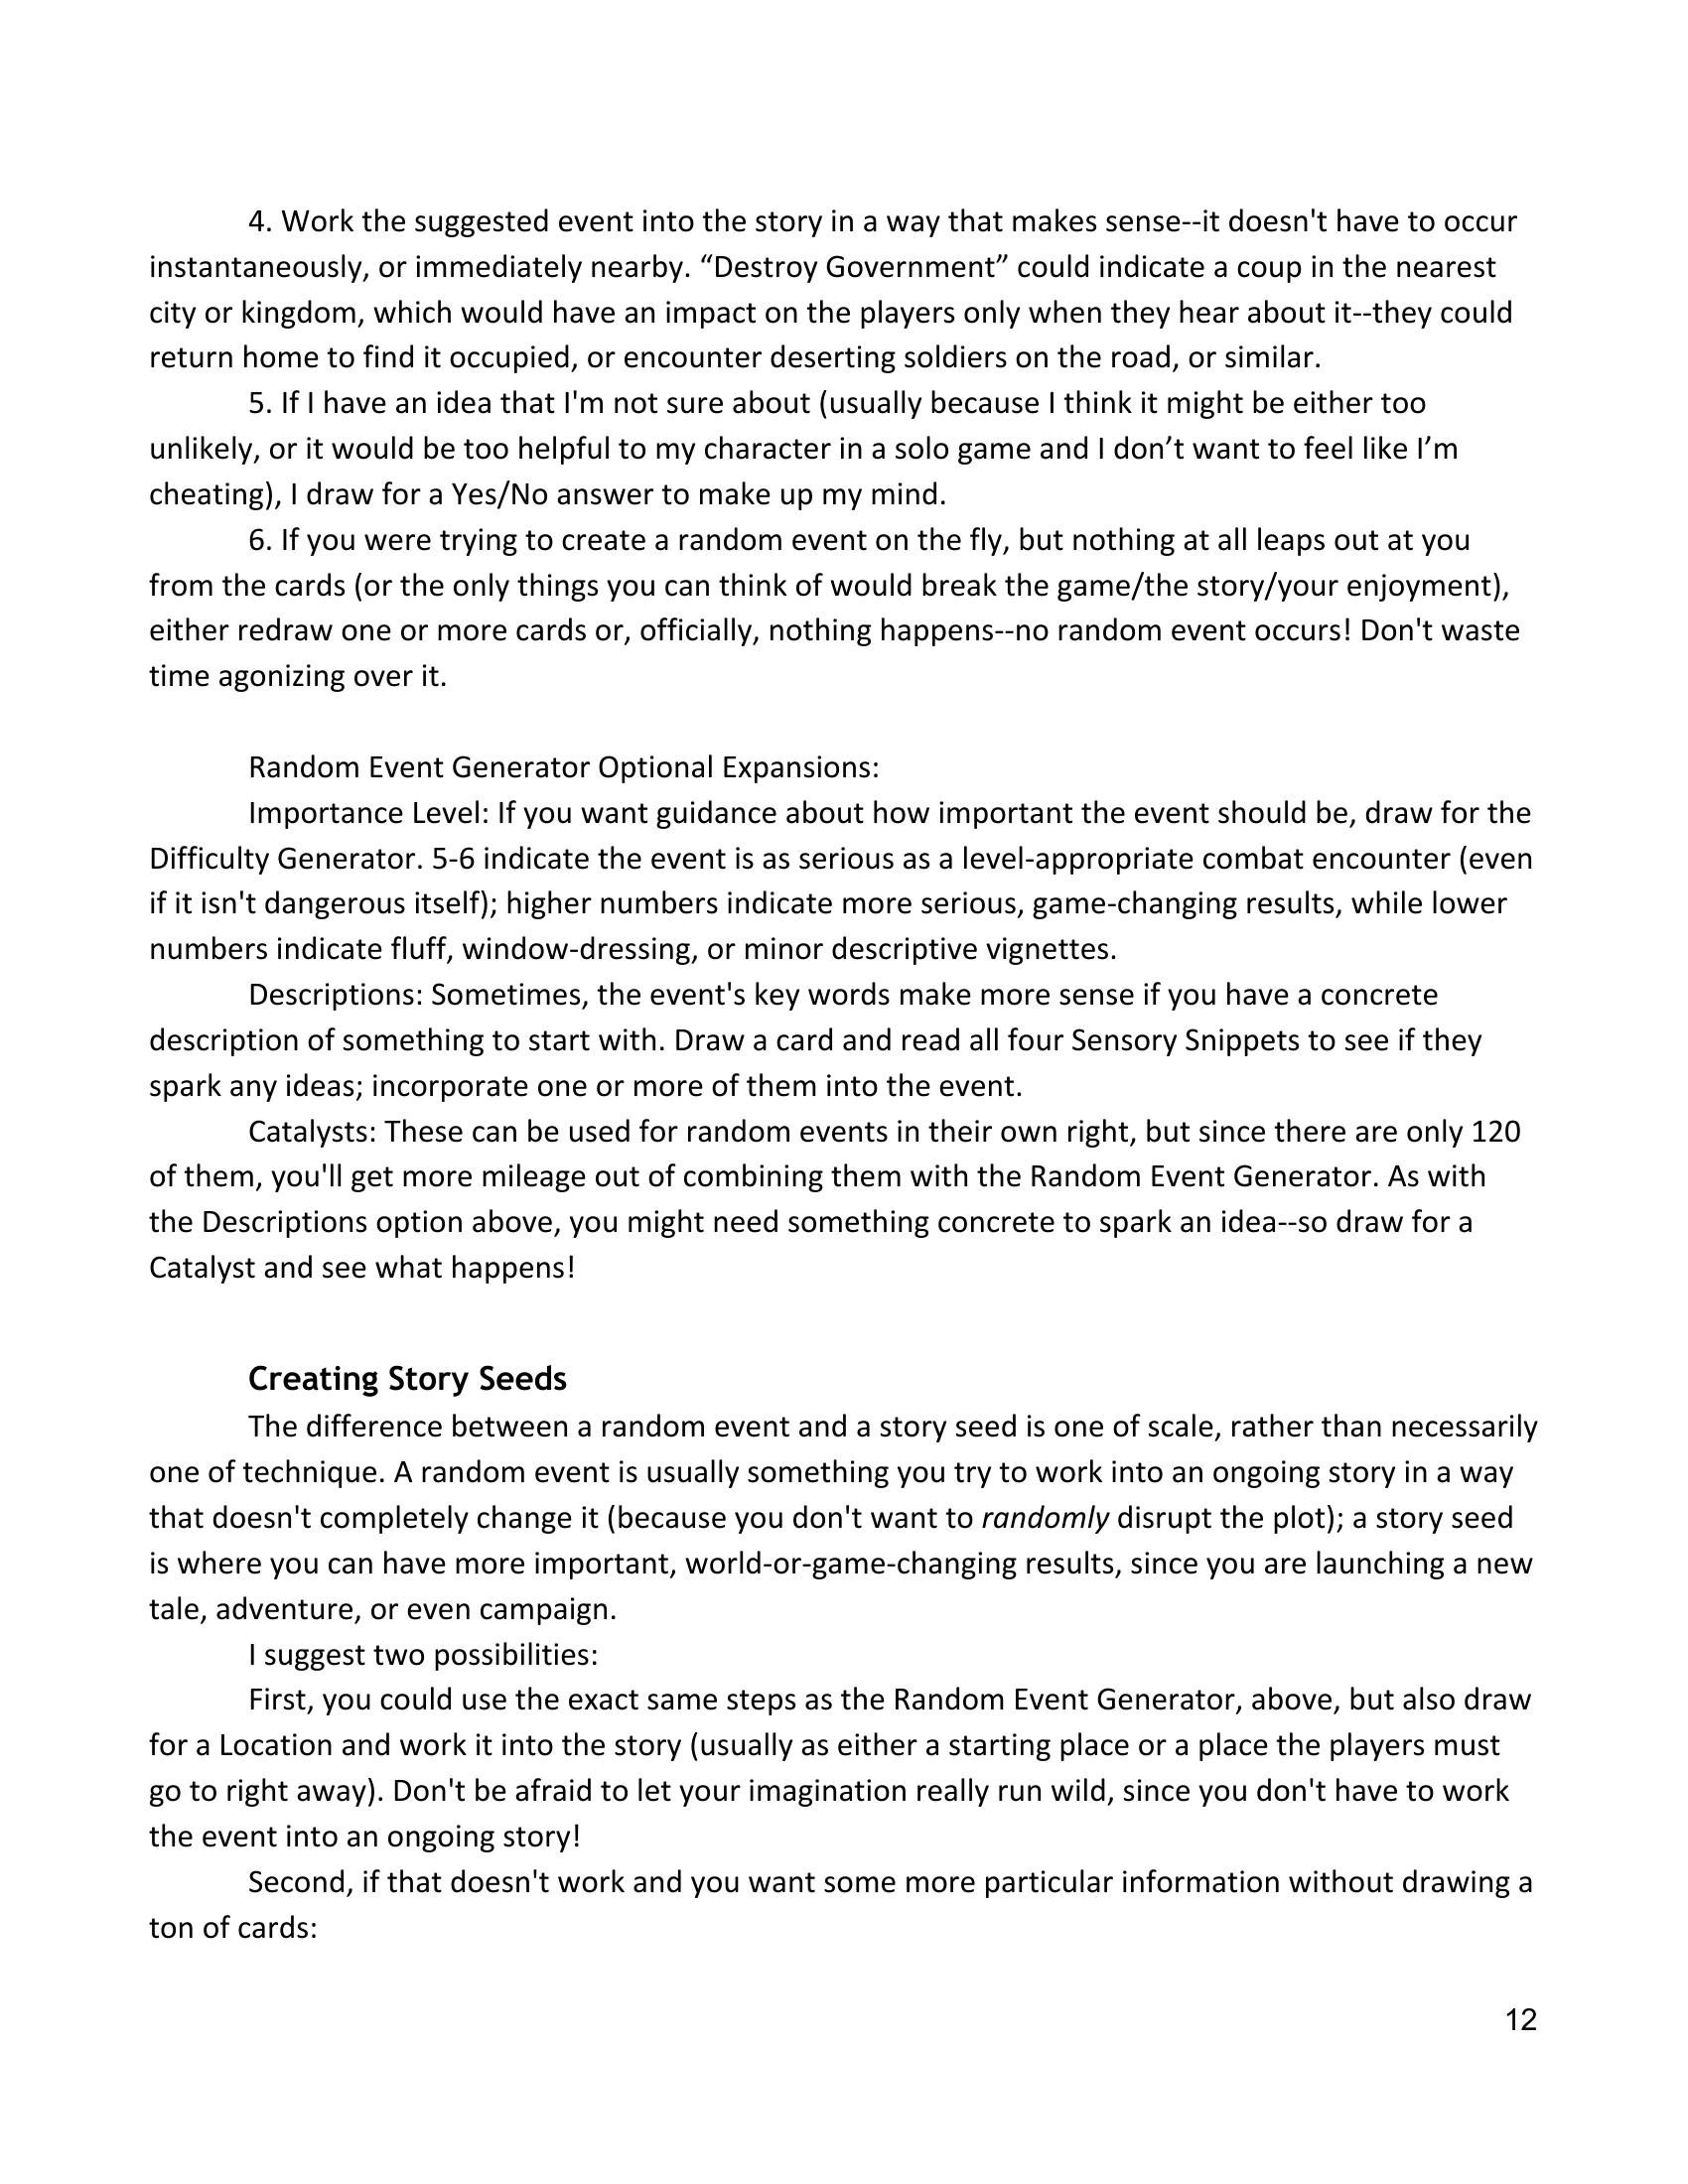 4. Work the suggested event into the story in a way that makes sense--it doesn't have to occur
instantaneously, or immediately nearby. “Destroy Government” could indicate a coup in the nearest
city or kingdom, which would have an impact on the players only when they hear about it--they could
return home to find it occupied, or encounter deserting soldiers on the road, or similar.
5. If I have an idea that I'm not sure about (usually because I think it might be either too
unlikely, or it would be too helpful to my character in a solo game and I don’t want to feel like I’m
cheating), I draw for a Yes/No answer to make up my mind.
6. If you were trying to create a random event on the fly, but nothing at all leaps out at you
from the cards (or the only things you can think of would break the game/the story/your enjoyment),
either redraw one or more cards or, officially, nothing happens--no random event occurs! Don't waste
time agonizing over it.
Random Event Generator Optional Expansions:
Importance Level: If you want guidance about how important the event should be, draw for the
Difficulty Generator. 5-6 indicate the event is as serious as a level-appropriate combat encounter (even
if it isn't dangerous itself); higher numbers indicate more serious, game-changing results, while lower
numbers indicate fluff, window-dressing, or minor descriptive vignettes.
Descriptions: Sometimes, the event's key words make more sense if you have a concrete
description of something to start with. Draw a card and read all four Sensory Snippets to see if they
spark any ideas; incorporate one or more of them into the event.
Catalysts: These can be used for random events in their own right, but since there are only 120
of them, you'll get more mileage out of combining them with the Random Event Generator. As with
the Descriptions option above, you might need something concrete to spark an idea--so draw for a
Catalyst and see what happens!
Creating Story Seeds
The difference between a random event and a story seed is one of scale, rather than necessarily
one of technique. A random event is usually something you try to work into an ongoing story in a way
that doesn't completely change it (because you don't want to randomly disrupt the plot); a story seed
is where you can have more important, world-or-game-changing results, since you are launching a new
tale, adventure, or even campaign.
I suggest two possibilities:
First, you could use the exact same steps as the Random Event Generator, above, but also draw
for a Location and work it into the story (usually as either a starting place or a place the players must
go to right away). Don't be afraid to let your imagination really run wild, since you don't have to work
the event into an ongoing story!
Second, if that doesn't work and you want some more particular information without drawing a
ton of cards:
12